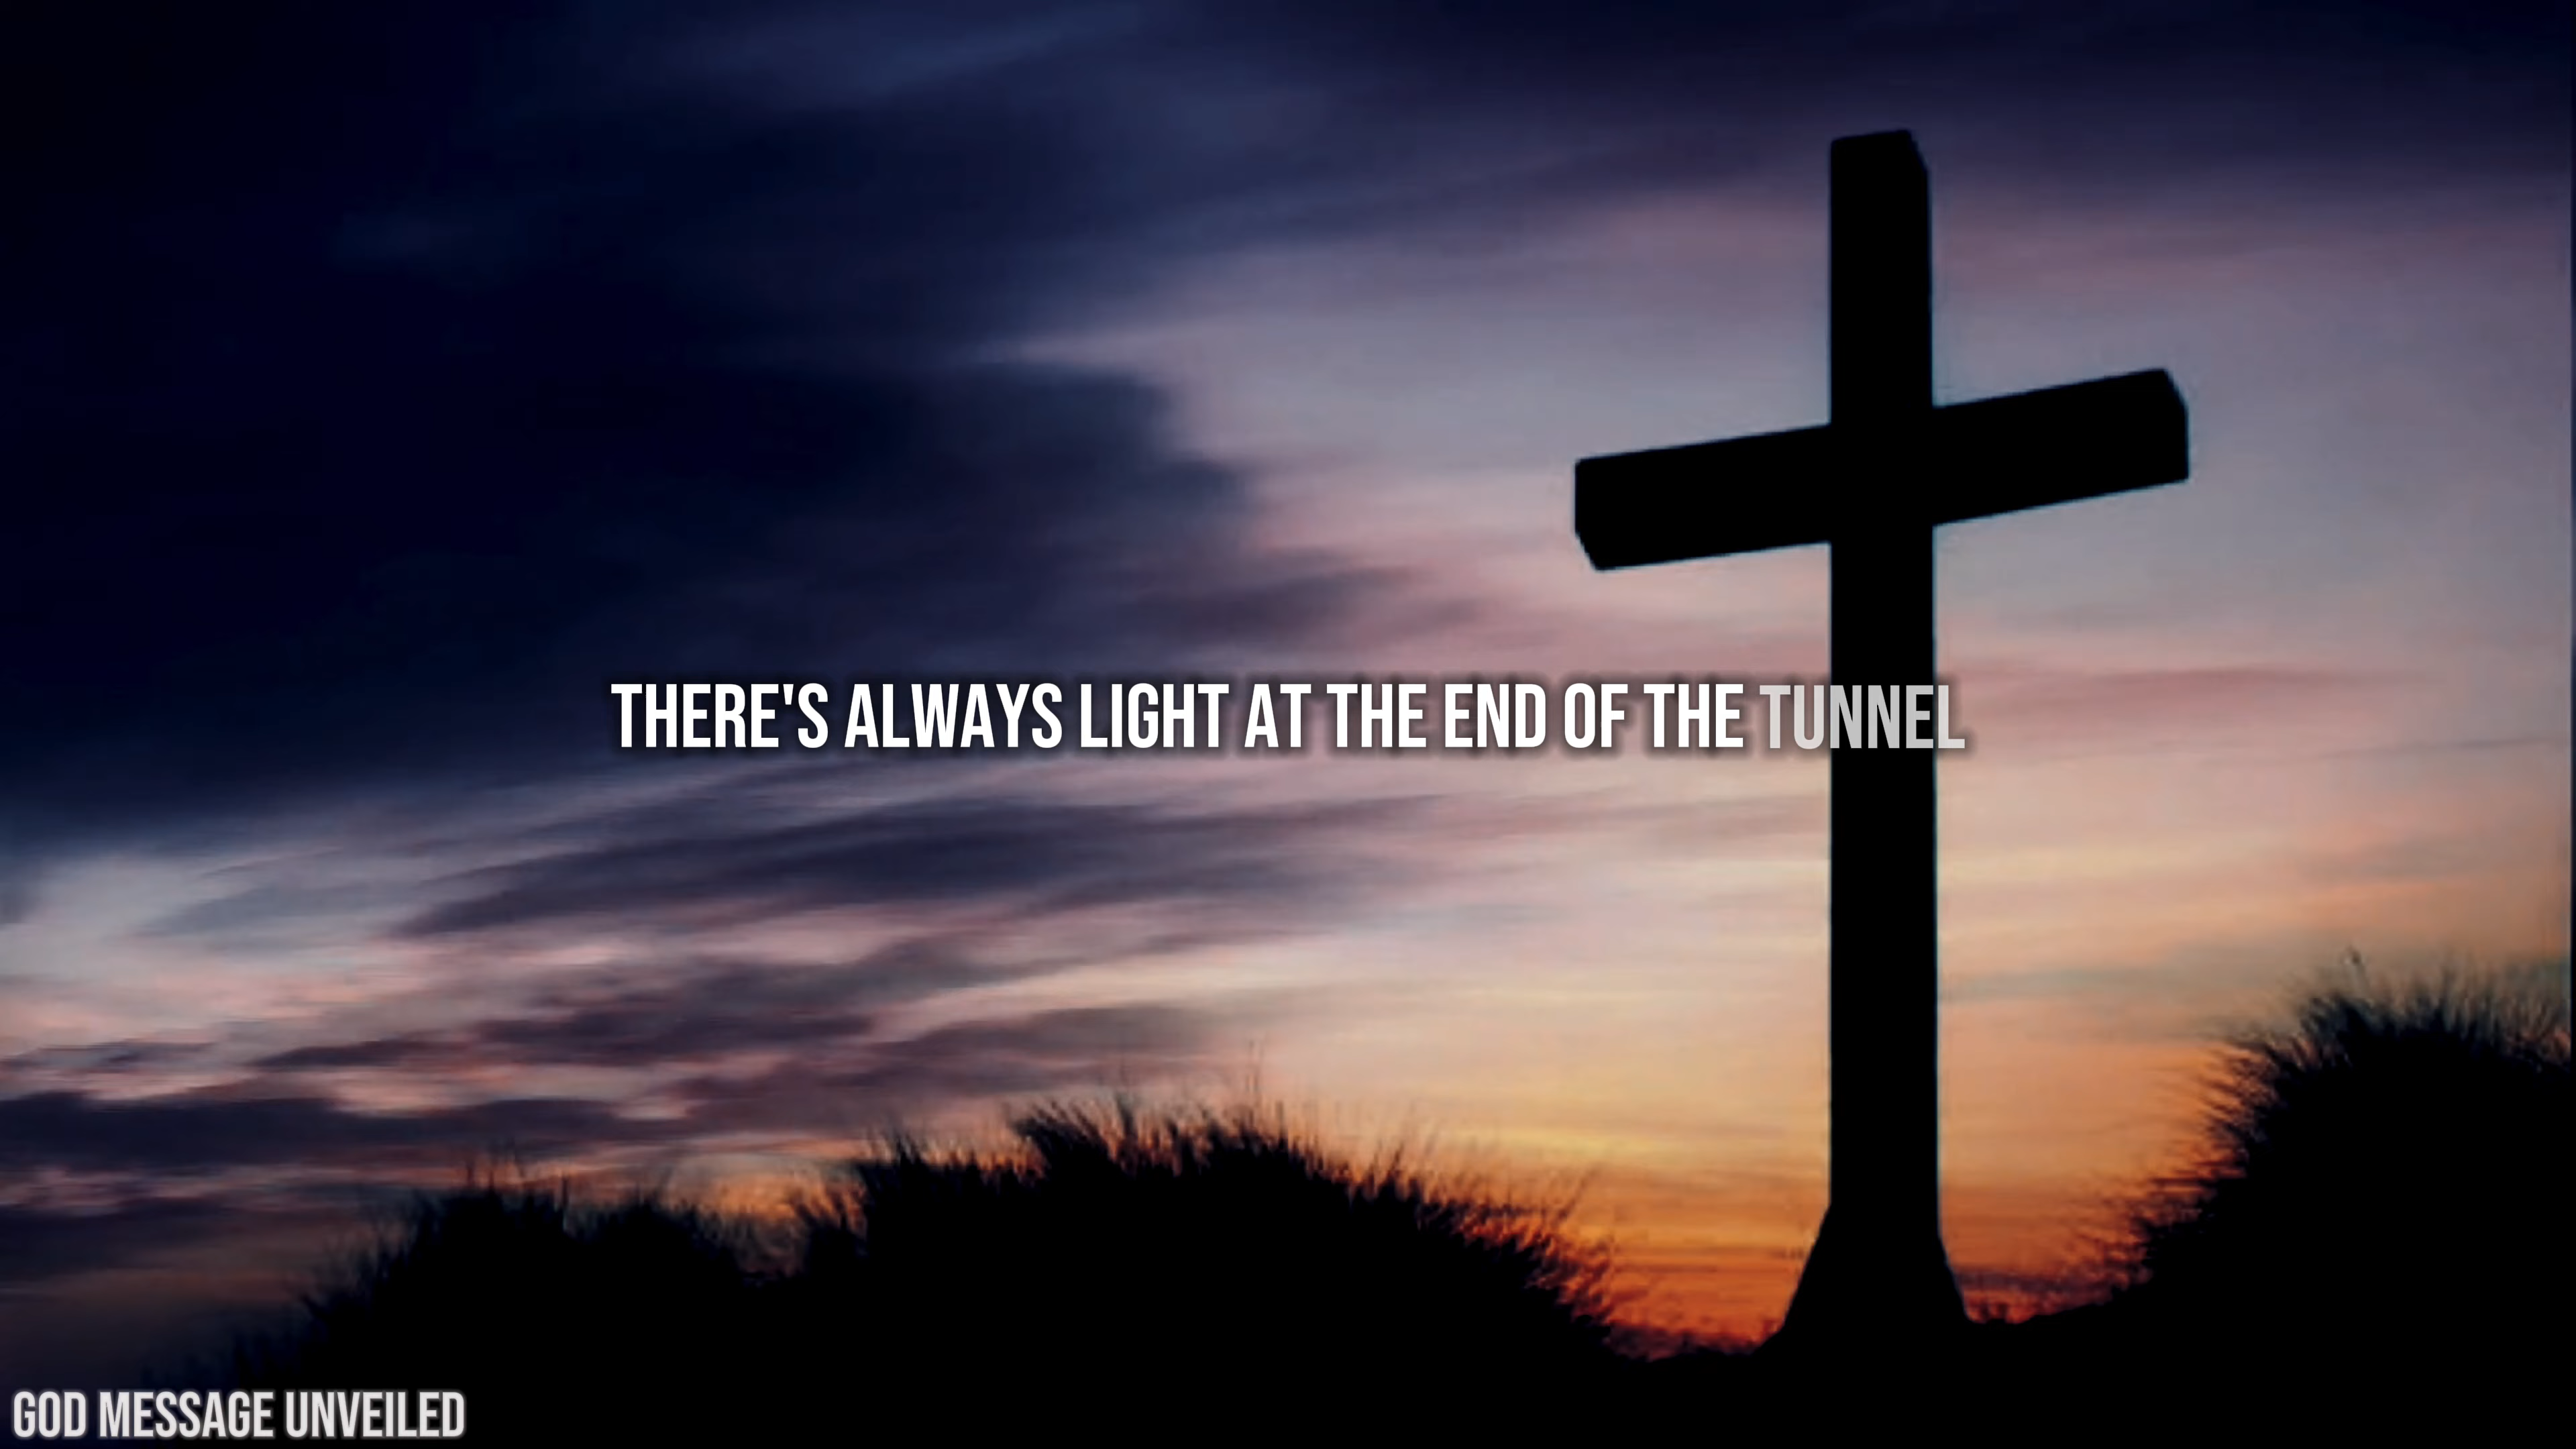 THERE'S ALWAYS LIGHT AT THE END OF THE TUNNEL
GOD MESSAGE UNVEILED